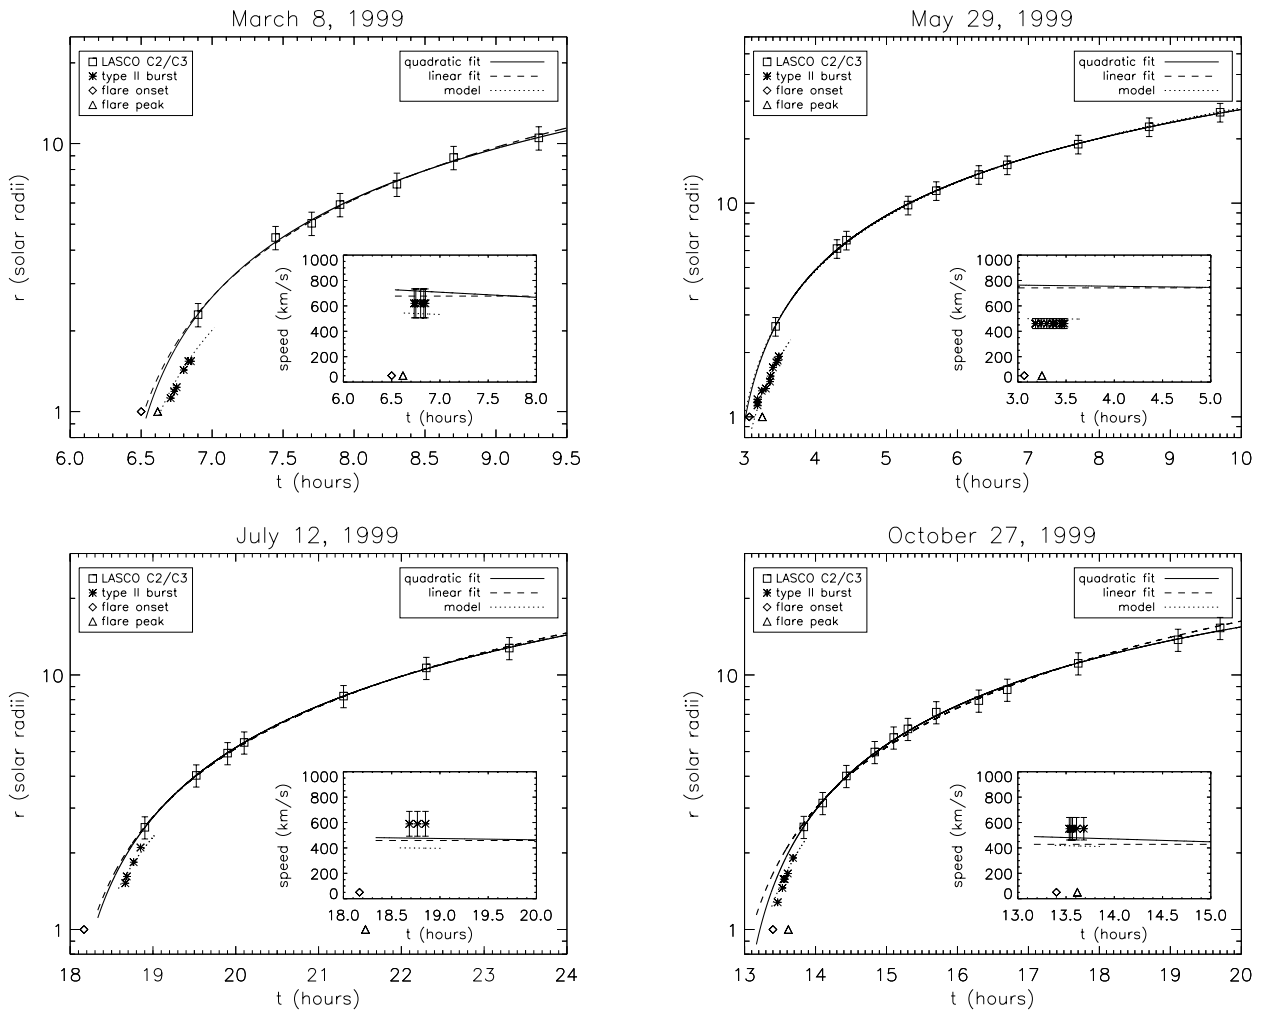 March 8, 1999
LASCO C2/C3
type II burst
flare onset
flare peak
quadratic fit
linear fit
model
10
1
r (solar radii)
1000
800
600
400
200
0
speed (km/s)
6.0 6.5 7.0 7.5 8.0
t (hours)
6.0 6.5 7.0 7.5 8.0 8.5 9.0 9.5
t (hours)
May 29, 1999
LASCO C2/C3
type II burst
flare onset
flare peak
quadratic fit
linear fit
model
10
1
r (solar radii)
1000
800
600
400
200
0
speed (km/s)
3.0 3.5 4.0 4.5 5.0
t (hours)
3 4 5 6 7 8 9 10
t(hours)
July 12, 1999
LASCO C2/C3
type II burst
flare onset
flare peak
quadratic fit
linear fit
model
10
1
r (solar radii)
1000
800
600
400
200
0
speed (km/s)
18.0 18.5 19.0 19.5 20.0
t (hours)
18 19 20 21 22 23 24
t (hours)
October 27, 1999
LASCO C2/C3
type II burst
flare onset
flare peak
quadratic fit
linear fit
model
10
1
r (solar radii)
1000
800
600
400
200
0
speed (km/s)
13.0 13.5 14.0 14.5 15.0
t (hours)
13 14 15 16 17 18 19 20
t (hours)